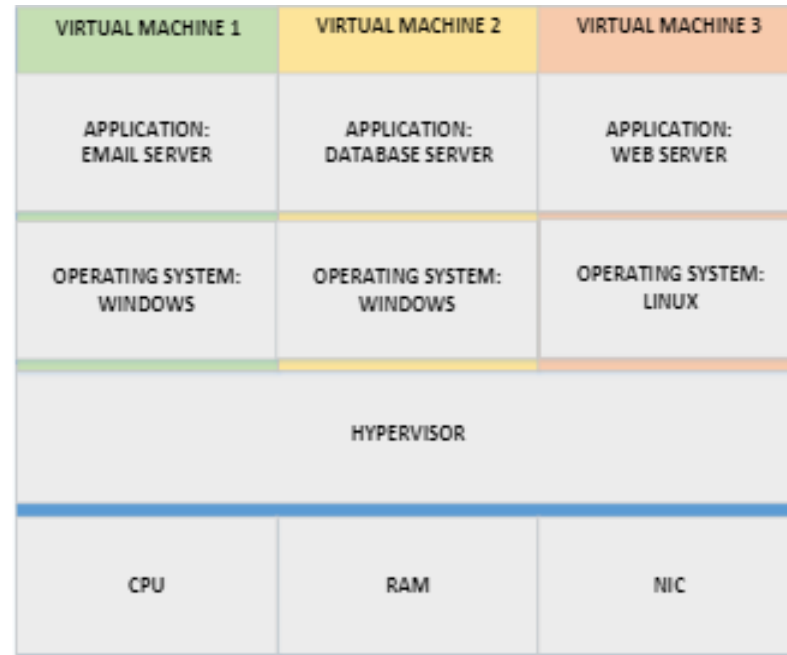 VIRTUAL MACHINE 1
VIRTUAL MACHINE 2
VIRTUAL MACHINE 3
APPLICATION:
EMAIL SERVER
APPLICATION:
DATABASE SERVER
APPLICATION:
WEB SERVER
OPERATING SYSTEM:
WINDOWS
OPERATING SYSTEM:
WINDOWS
OPERATING SYSTEM:
LINUX
HYPERVISOR
CPU
RAM
NIC